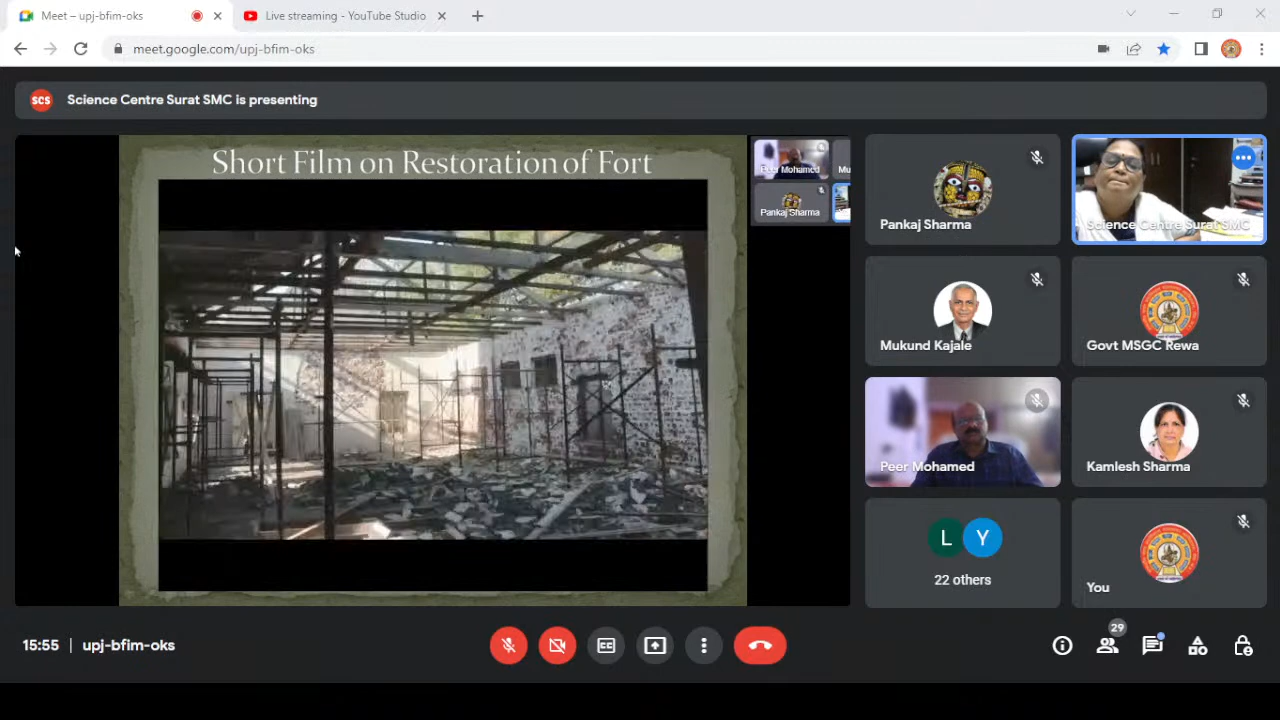 Meet – upj-bfim-oks
Live streaming - YouTube Studio
meet.google.com/upj-bfim-oks
SCS
Science Centre Surat SMC is presenting
Short Film on Restoration of Fort
Peer Mohamed
Mu
Pankaj Sharma
Pankaj Sharma
Science Centre Surat SMC
Mukund Kajale
Govt MSGC Rewa
Peer Mohamed
Kamlesh Sharma
L Y
22 others
You
15:55 | upj-bfim-oks
CC
29